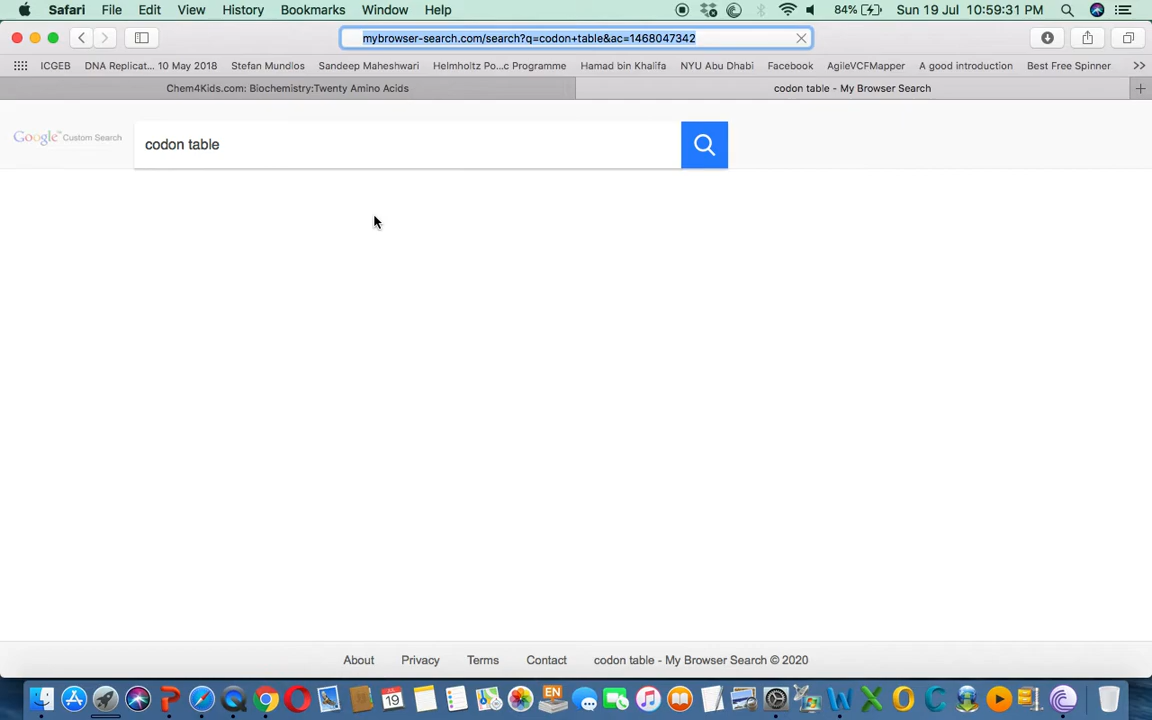 Safari File Edit View History Bookmarks Window Help 84% Sun 19 Jul 10:59:31 PM
mybrowser-search.com/search?q=codon+table&ac=1468047342
ICGEB DNA Replicat... 10 May 2018 Stefan Mundlos Sandeep Maheshwari Helmholtz Po...c Programme Hamad bin Khalifa NYU Abu Dhabi Facebook AgileVCFMapper A good introduction Best Free Spinner >>
Chem4Kids.com: Biochemistry:Twenty Amino Acids codon table - My Browser Search
Google™ Custom Search codon table
About Privacy Terms Contact codon table - My Browser Search © 2020
19
EN